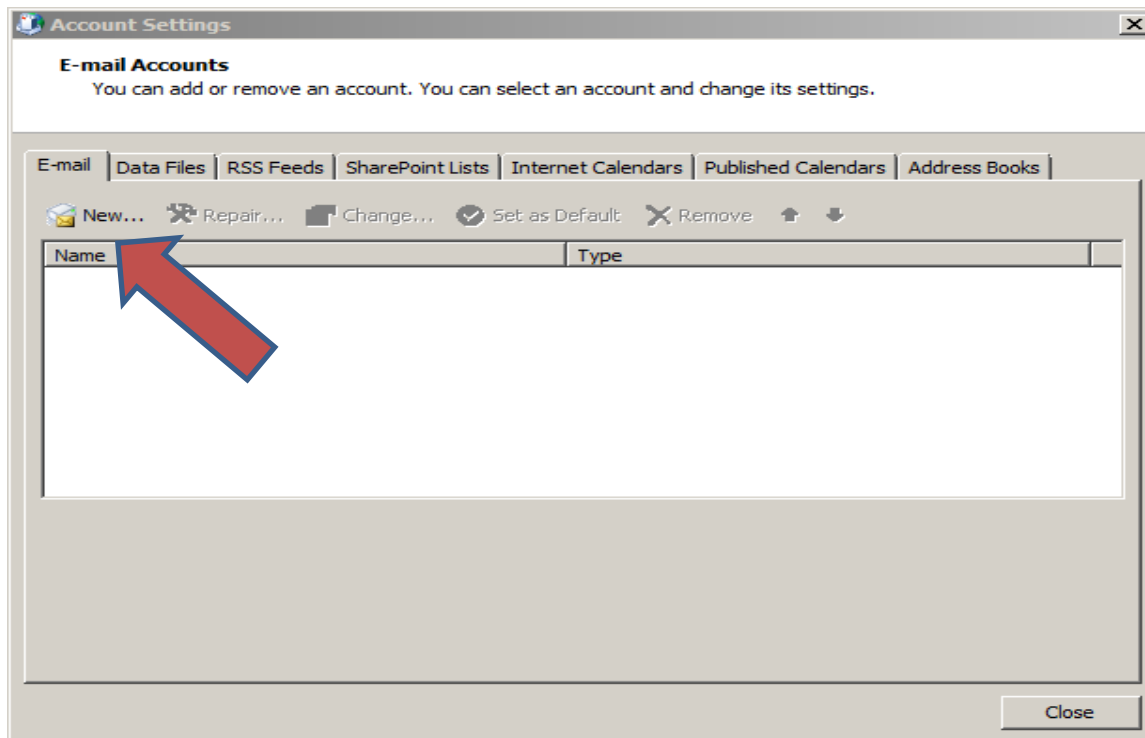 Account Settings
E-mail Accounts
You can add or remove an account. You can select an account and change its settings.
E-mail Data Files RSS Feeds SharePoint Lists Internet Calendars Published Calendars Address Books
New... Repair... Change... Set as Default Remove
Name Type
Close